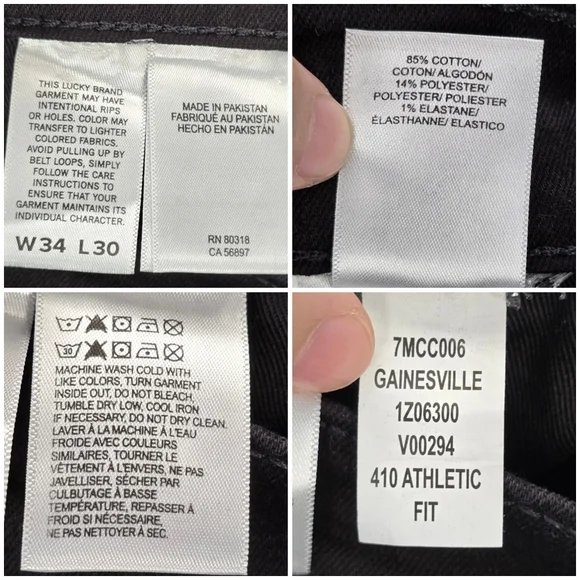 THIS LUCKY BRAND
GARMENT MAY HAVE
INTENTIONAL RIPS
OR HOLES. COLOR MAY
TRANSFER TO LIGHTER
COLORED FABRICS.
AVOID PULLING UP BY
BELT LOOPS, SIMPLY
FOLLOW THE CARE
INSTRUCTIONS TO
ENSURE THAT YOUR
GARMENT MAINTAINS ITS
INDIVIDUAL CHARACTER.
W34 L30
MADE IN PAKISTAN
FABRIQUÉ AU PAKISTAN
HECHO EN PAKISTÁN
RN 80318
CA 56897
85% COTTON/
COTON/ ALGODÓN
14% POLYESTER/
POLYESTER/ POLIESTER
1% ELASTANE/
ÉLASTHANNE/ ELASTICO
30
MACHINE WASH COLD WITH
LIKE COLORS, TURN GARMENT
INSIDE OUT, DO NOT BLEACH.
TUMBLE DRY LOW, COOL IRON
IF NECESSARY, DO NOT DRY CLEAN.
LAVER À LA MACHINE À L'EAU
FROIDE AVEC COULEURS
SIMILAIRES, TOURNER LE
VÊTEMENT À L'ENVERS, NE PAS
JAVELLISER, SÉCHER PAR
CULBUTAGE À BASSE
TEMPÉRATURE, REPASSER À
FROID SI NÉCESSAIRE,
NE PAS NETTOYER À SEC.
7MCC006
GAINESVILLE
1Z06300
V00294
410 ATHLETIC
FIT